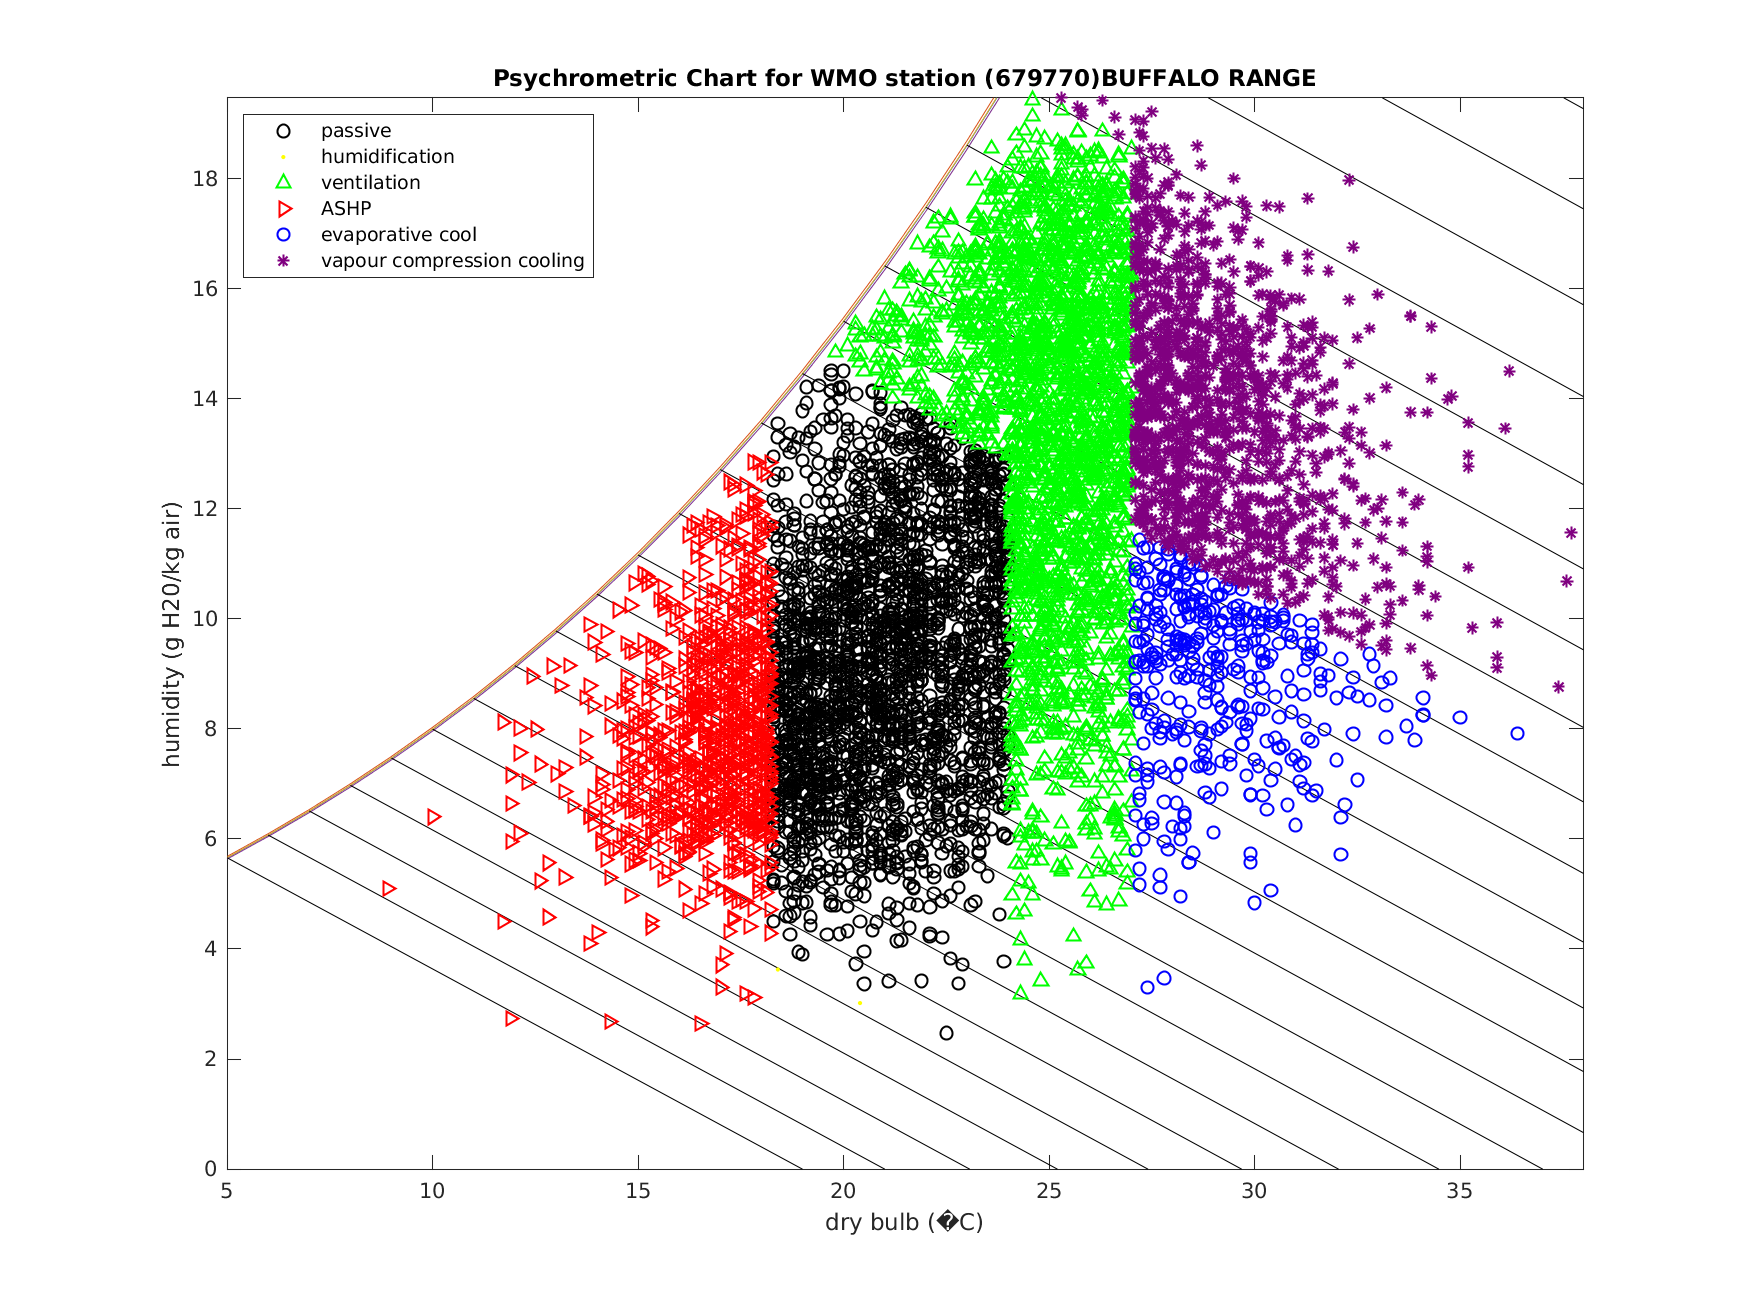 Psychrometric Chart for WMO station (679770)BUFFALO RANGE
passive
humidification
ventilation
ASHP
evaporative cool
vapour compression cooling
humidity (g H20/kg air)
18
16
14
12
10
8
6
4
2
0
5 10 15 20 25 30 35
dry bulb (�C)